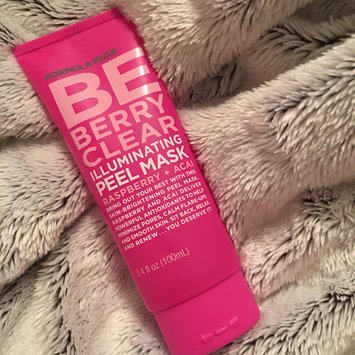 FORMULA 10.0.6
BE
BERRY
CLEAR
ILLUMINATING
PEEL MASK
RASPBERRY + ACAI
BRING OUT YOUR BEST WITH THIS
SKIN-BRIGHTENING PEEL MASK.
RASPBERRY AND ACAI DELIVER
POWERFUL ANTIOXIDANTS TO HELP
MINIMIZE PORES, CALM FLARE-UPS
AND SMOOTH SKIN. SIT BACK, RELAX
AND RENEW...YOU DESERVE IT!
3.4 fl oz (100mL)